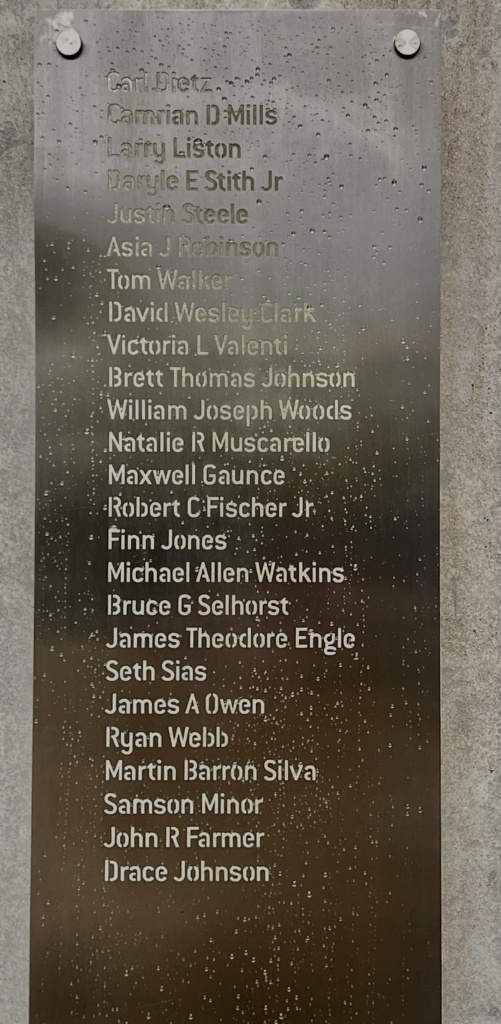 Carl Dietz
Camrian D Mills
Larry Liston
Daryle E Stith Jr
Justin Steele
Asia J Robinson
Tom Walker
David Wesley Clark
Victoria L Valenti
Brett Thomas Johnson
William Joseph Woods
Natalie R Muscarello
Maxwell Gaunce
Robert C Fischer Jr
Finn Jones
Michael Allen Watkins
Bruce G Selhorst
James Theodore Engle
Seth Sias
James A Owen
Ryan Webb
Martin Barron Silva
Samson Minor
John R Farmer
Drace Johnson